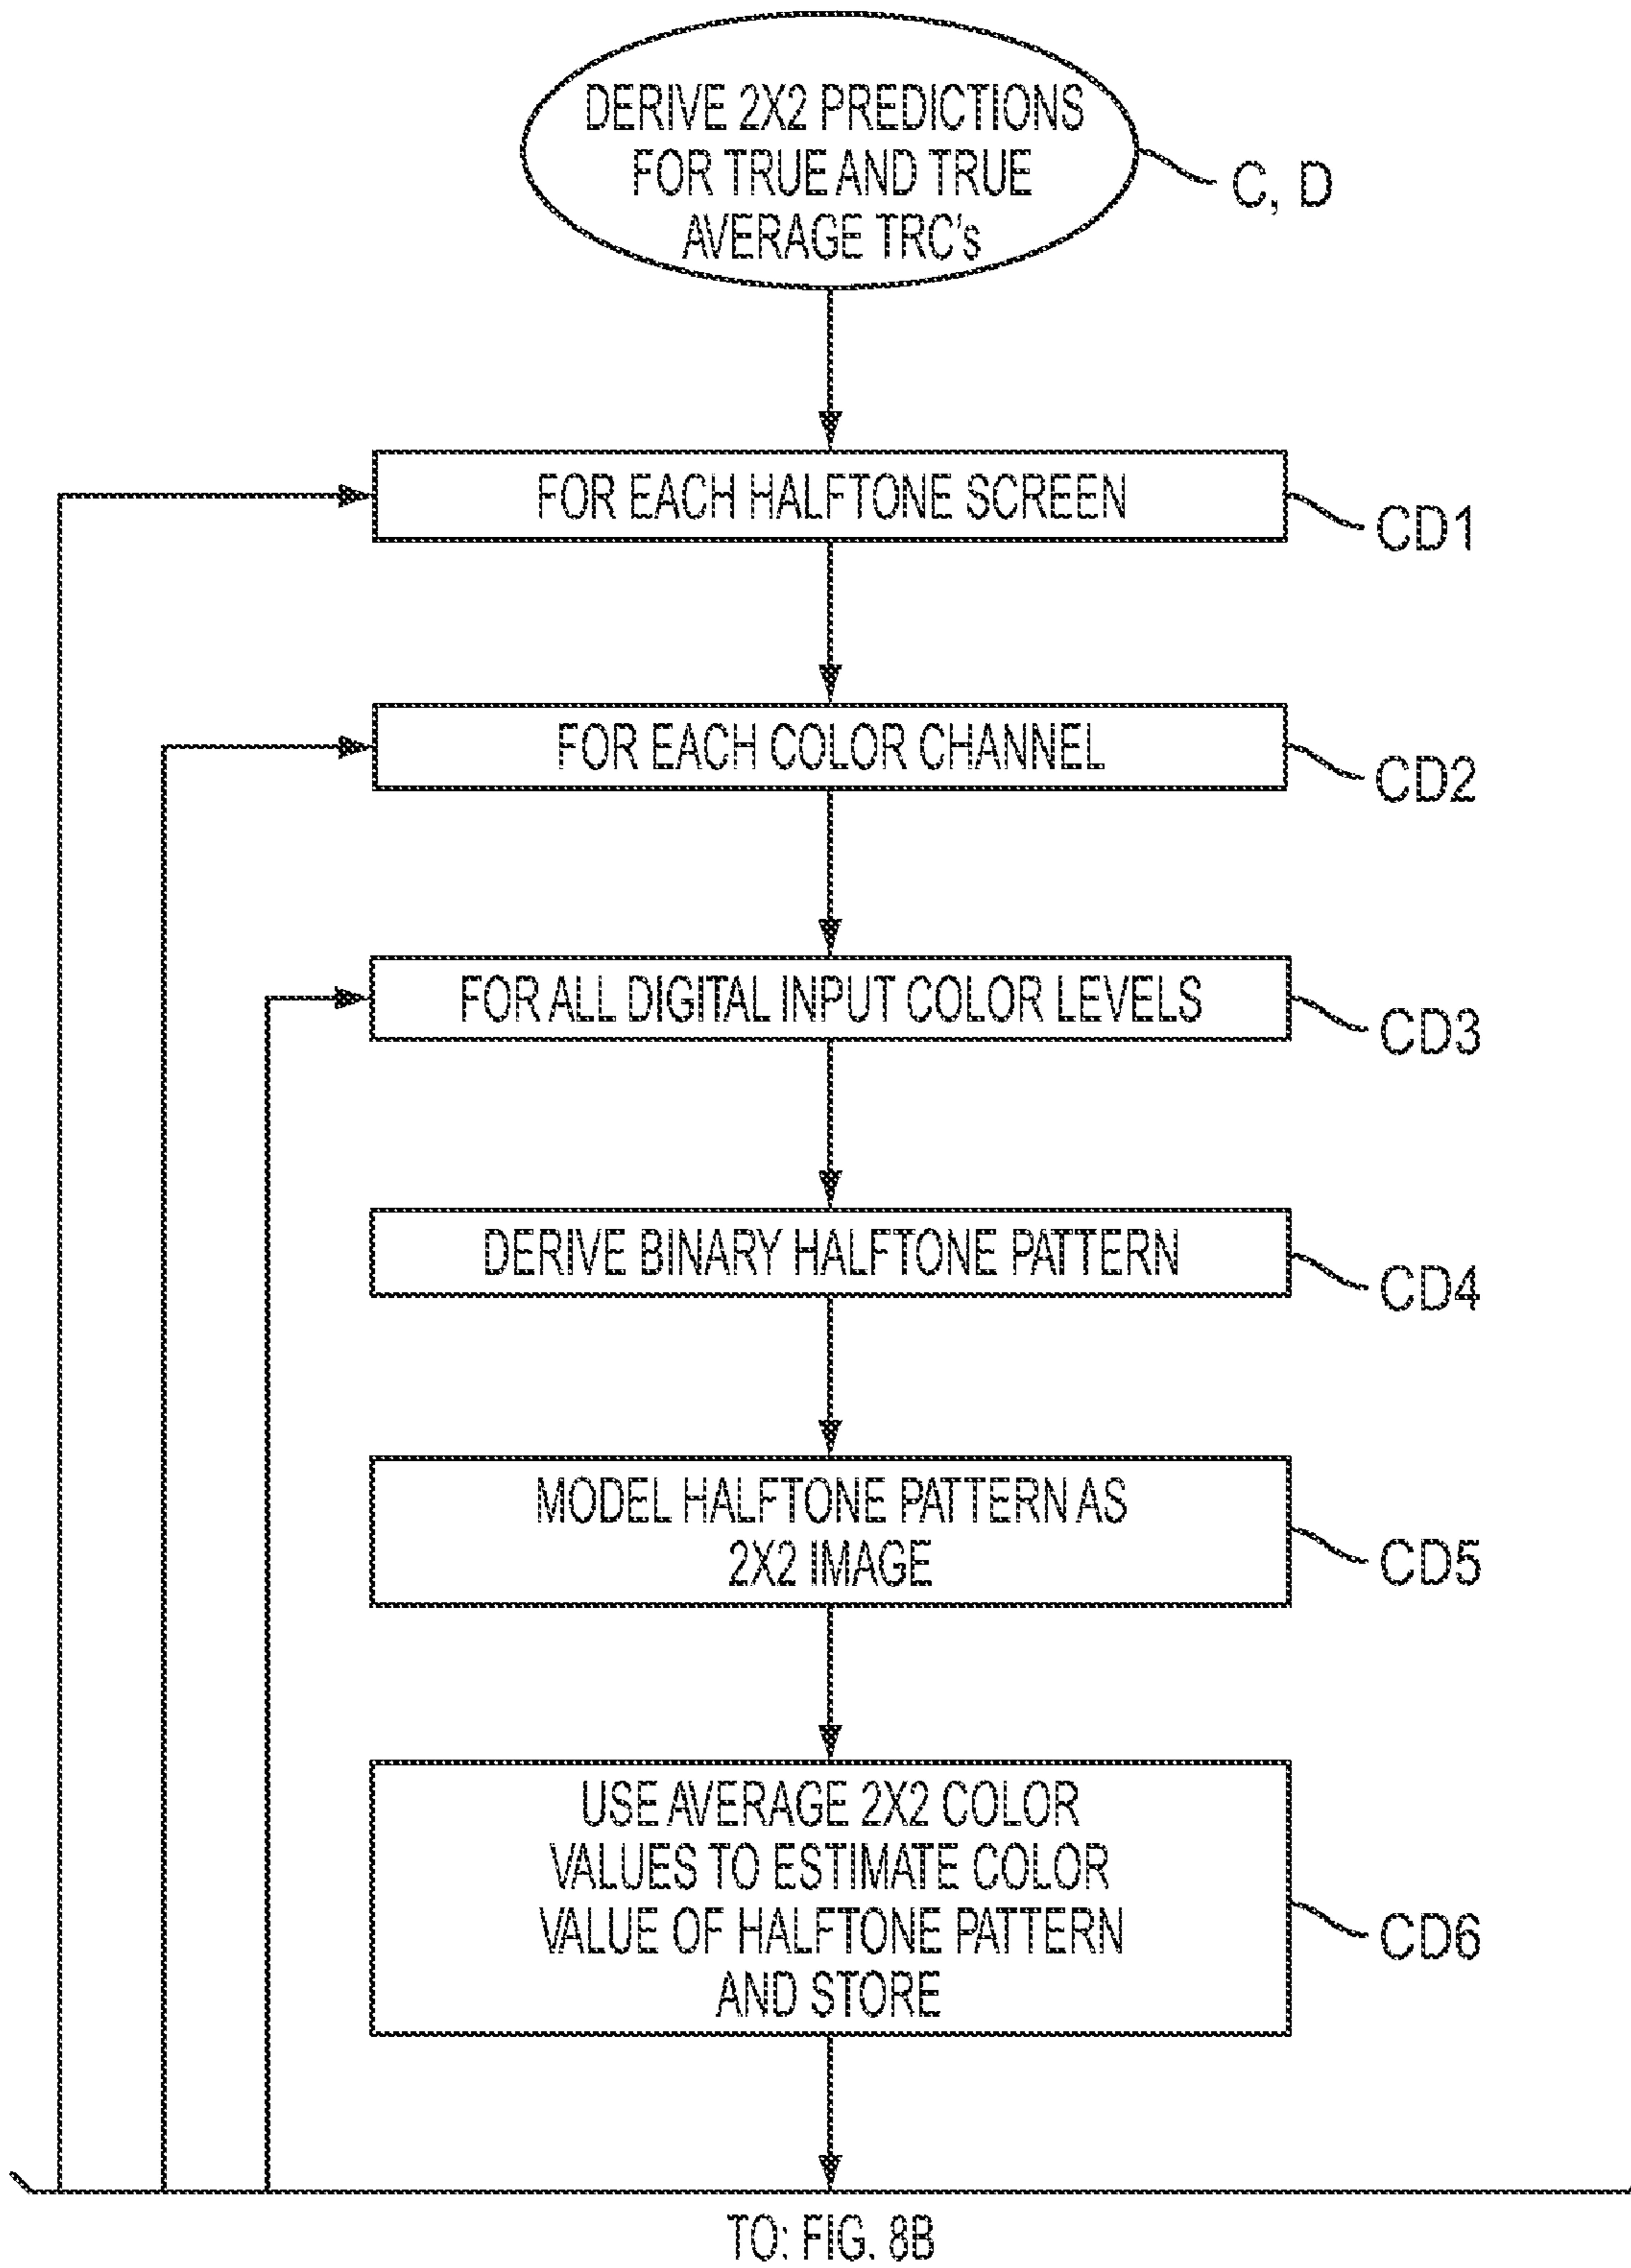 DERIVE 2X2 PREDICTIONS
FOR TRUE AND TRUE
AVERAGE TRC's
C, D
FOR EACH HALFTONE SCREEN
CD1
FOR EACH COLOR CHANNEL
CD2
FOR ALL DIGITAL INPUT COLOR LEVELS
CD3
DERIVE BINARY HALFTONE PATTERN
CD4
MODEL HALFTONE PATTERN AS
2X2 IMAGE
CD5
USE AVERAGE 2X2 COLOR
VALUES TO ESTIMATE COLOR
VALUE OF HALFTONE PATTERN
AND STORE
CD6
TO: FIG. 8B